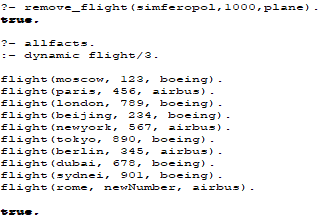 ?- remove_flight(simferopol,1000,plane).
true.
?- allfacts.
:- dynamic flight/3.
flight(moscow, 123, boeing).
flight(paris, 456, airbus).
flight(london, 789, boeing).
flight(beijing, 234, boeing).
flight(newyork, 567, airbus).
flight(tokyo, 890, boeing).
flight(berlin, 345, airbus).
flight(dubai, 678, boeing).
flight(sydnei, 901, boeing).
flight(rome, newNumber, airbus).
true.